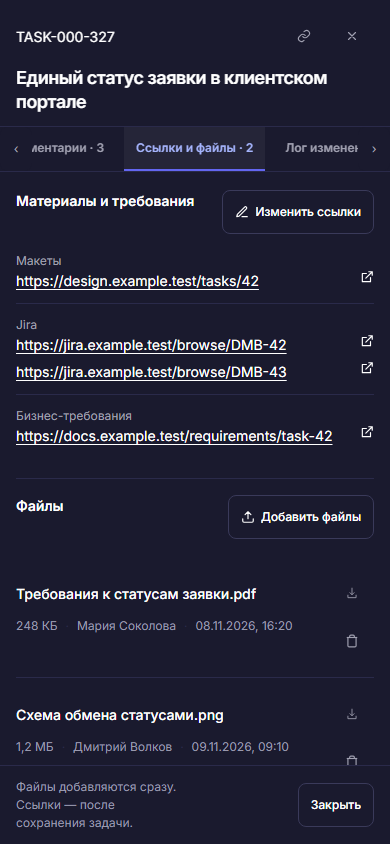 TASK-000-327
Единый статус заявки в клиентском
портале
ментарии · 3
Ссылки и файлы · 2
Лог изменен
Материалы и требования
Изменить ссылки
Макеты
https://design.example.test/tasks/42
Jira
https://jira.example.test/browse/DMB-42
https://jira.example.test/browse/DMB-43
Бизнес-требования
https://docs.example.test/requirements/task-42
Файлы
Добавить файлы
Требования к статусам заявки.pdf
248 КБ · Мария Соколова · 08.11.2026, 16:20
Схема обмена статусами.png
1,2 МБ · Дмитрий Волков · 09.11.2026, 09:10
Файлы добавляются сразу.
Ссылки — после
сохранения задачи.
Закрыть